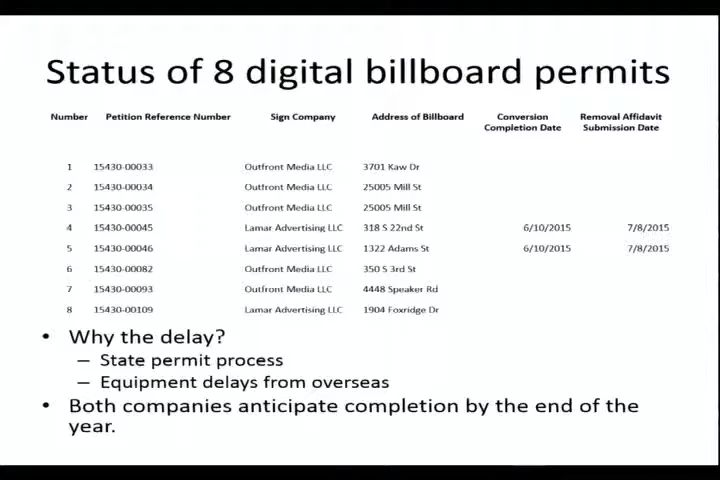 Status of 8 digital billboard permits
Number Petition Reference Number Sign Company Address of Billboard Conversion Completion Date Removal Affidavit Submission Date
1 15430-00033 Outfront Media LLC 3701 Kaw Dr
2 15430-00034 Outfront Media LLC 25005 Mill St
3 15430-00035 Outfront Media LLC 25005 Mill St
4 15430-00045 Lamar Advertising LLC 318 S 22nd St 6/10/2015 7/8/2015
5 15430-00046 Lamar Advertising LLC 1322 Adams St 6/10/2015 7/8/2015
6 15430-00082 Outfront Media LLC 350 S 3rd St
7 15430-00093 Outfront Media LLC 4448 Speaker Rd
8 15430-00109 Lamar Advertising LLC 1904 Foxridge Dr
• Why the delay?
– State permit process
– Equipment delays from overseas
• Both companies anticipate completion by the end of the
year.